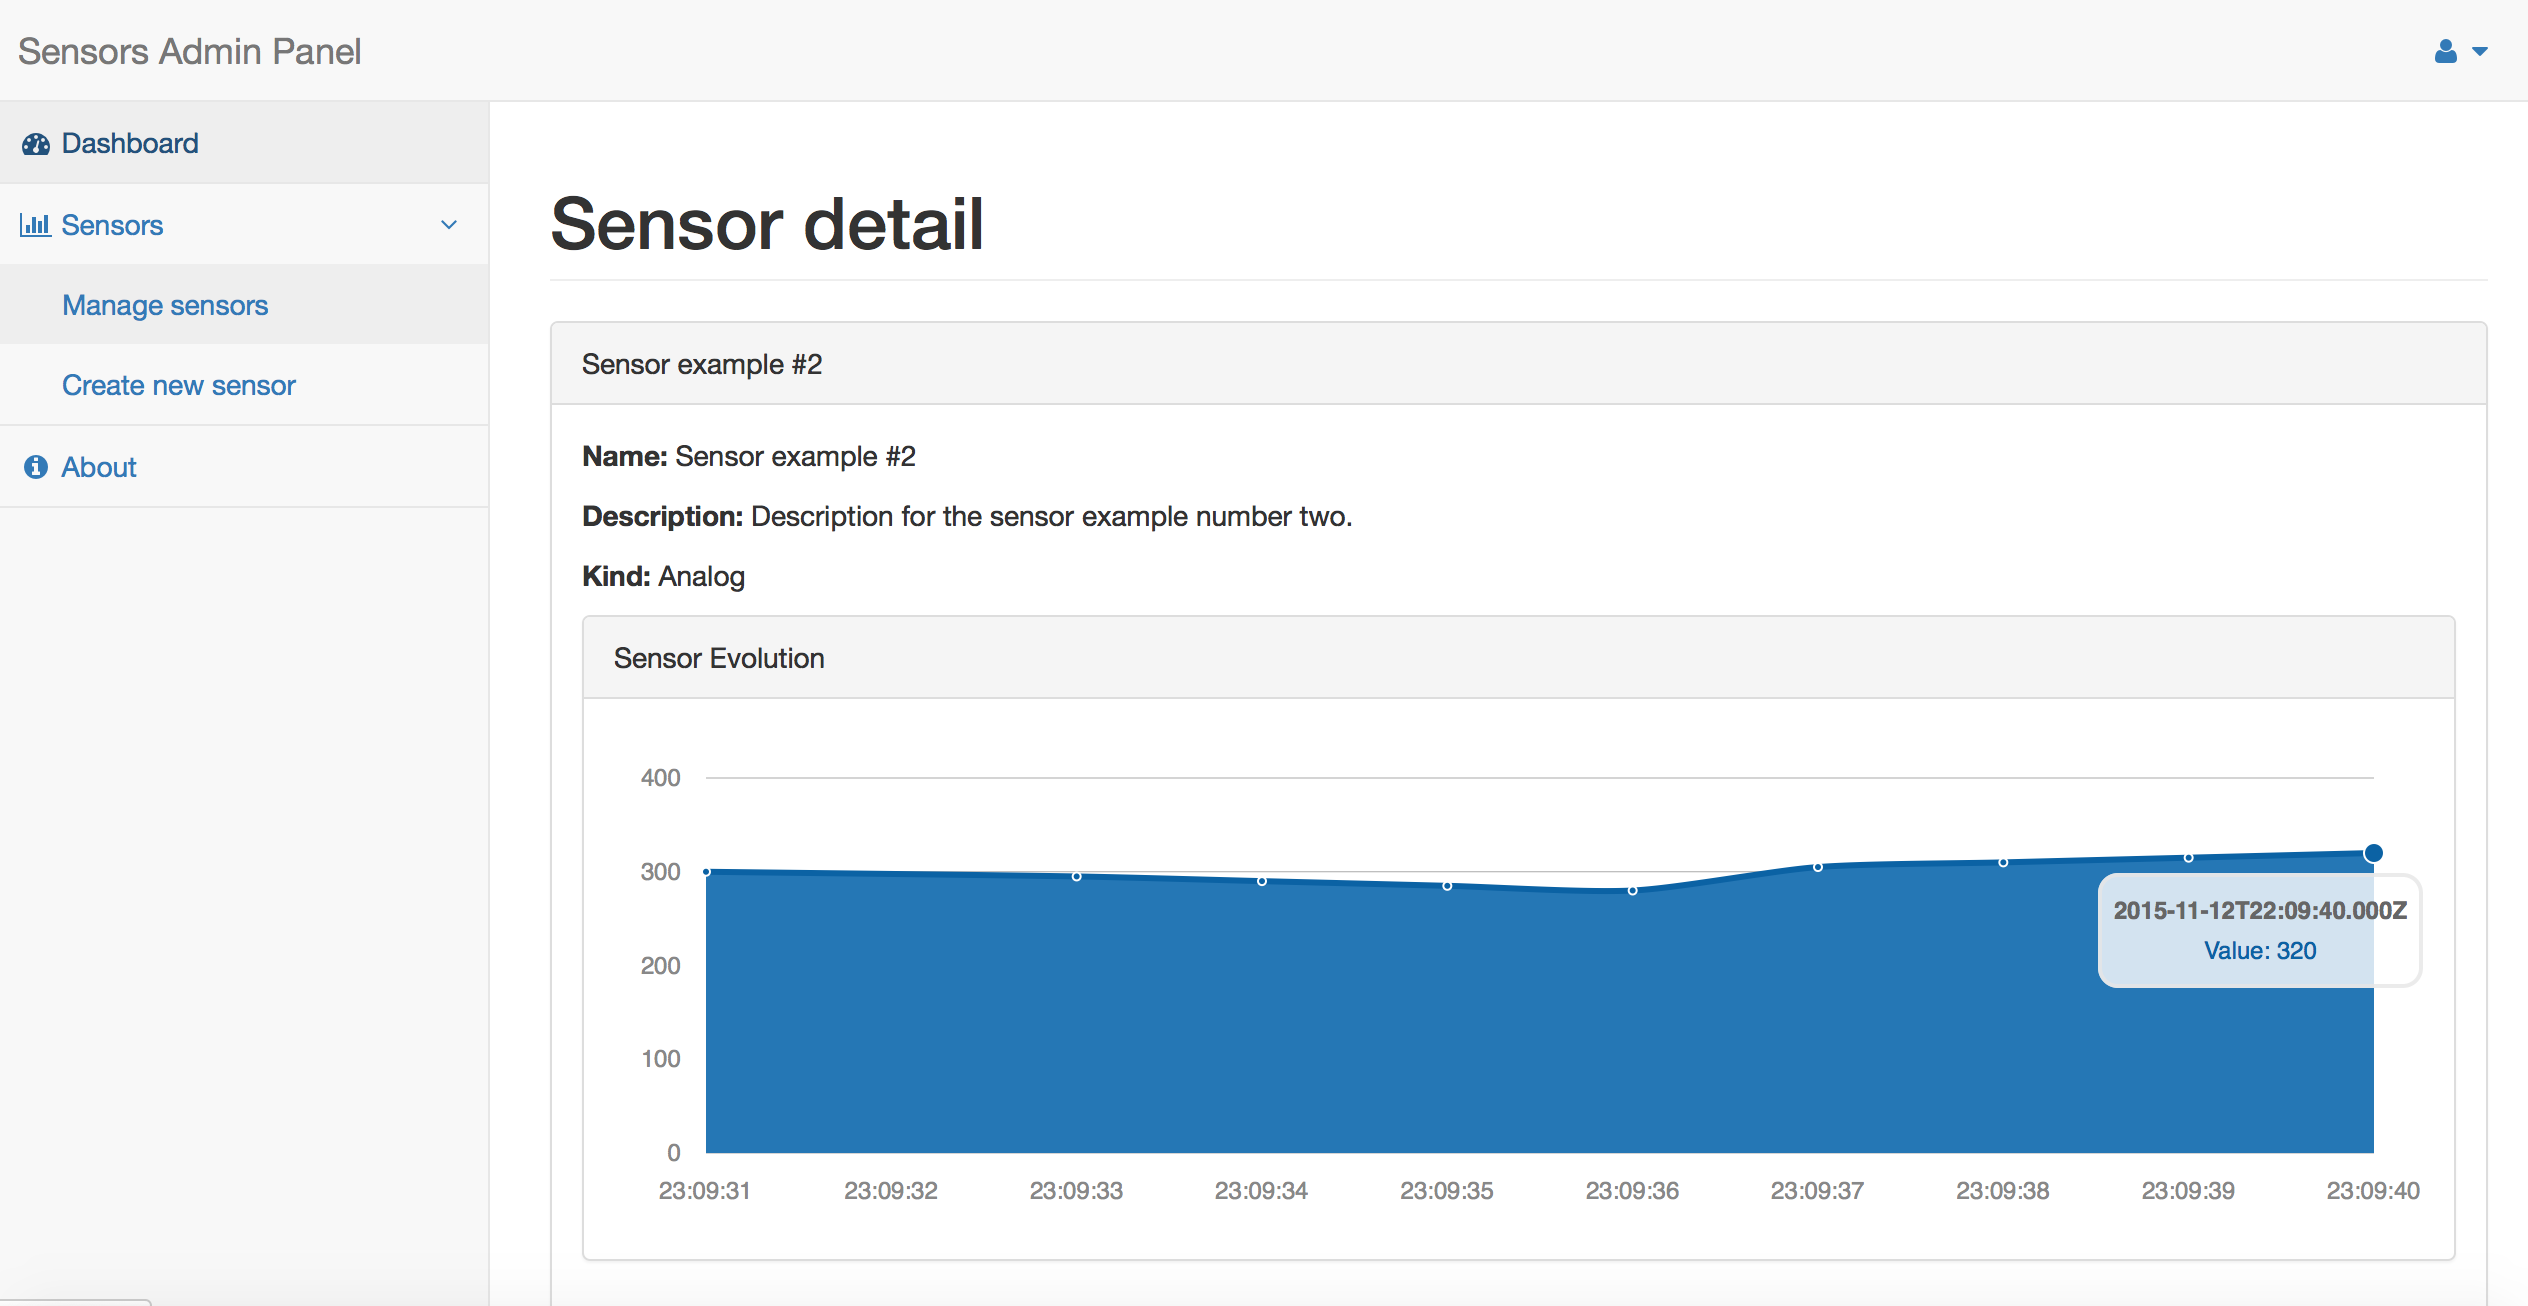 Sensors Admin Panel
Dashboard
Sensors
Manage sensors
Create new sensor
About
Sensor detail
Sensor example #2
Name: Sensor example #2
Description: Description for the sensor example number two.
Kind: Analog
Sensor Evolution
400
300
200
100
0
2015-11-12T22:09:40.000Z
Value: 320
23:09:31 23:09:32 23:09:33 23:09:34 23:09:35 23:09:36 23:09:37 23:09:38 23:09:39 23:09:40